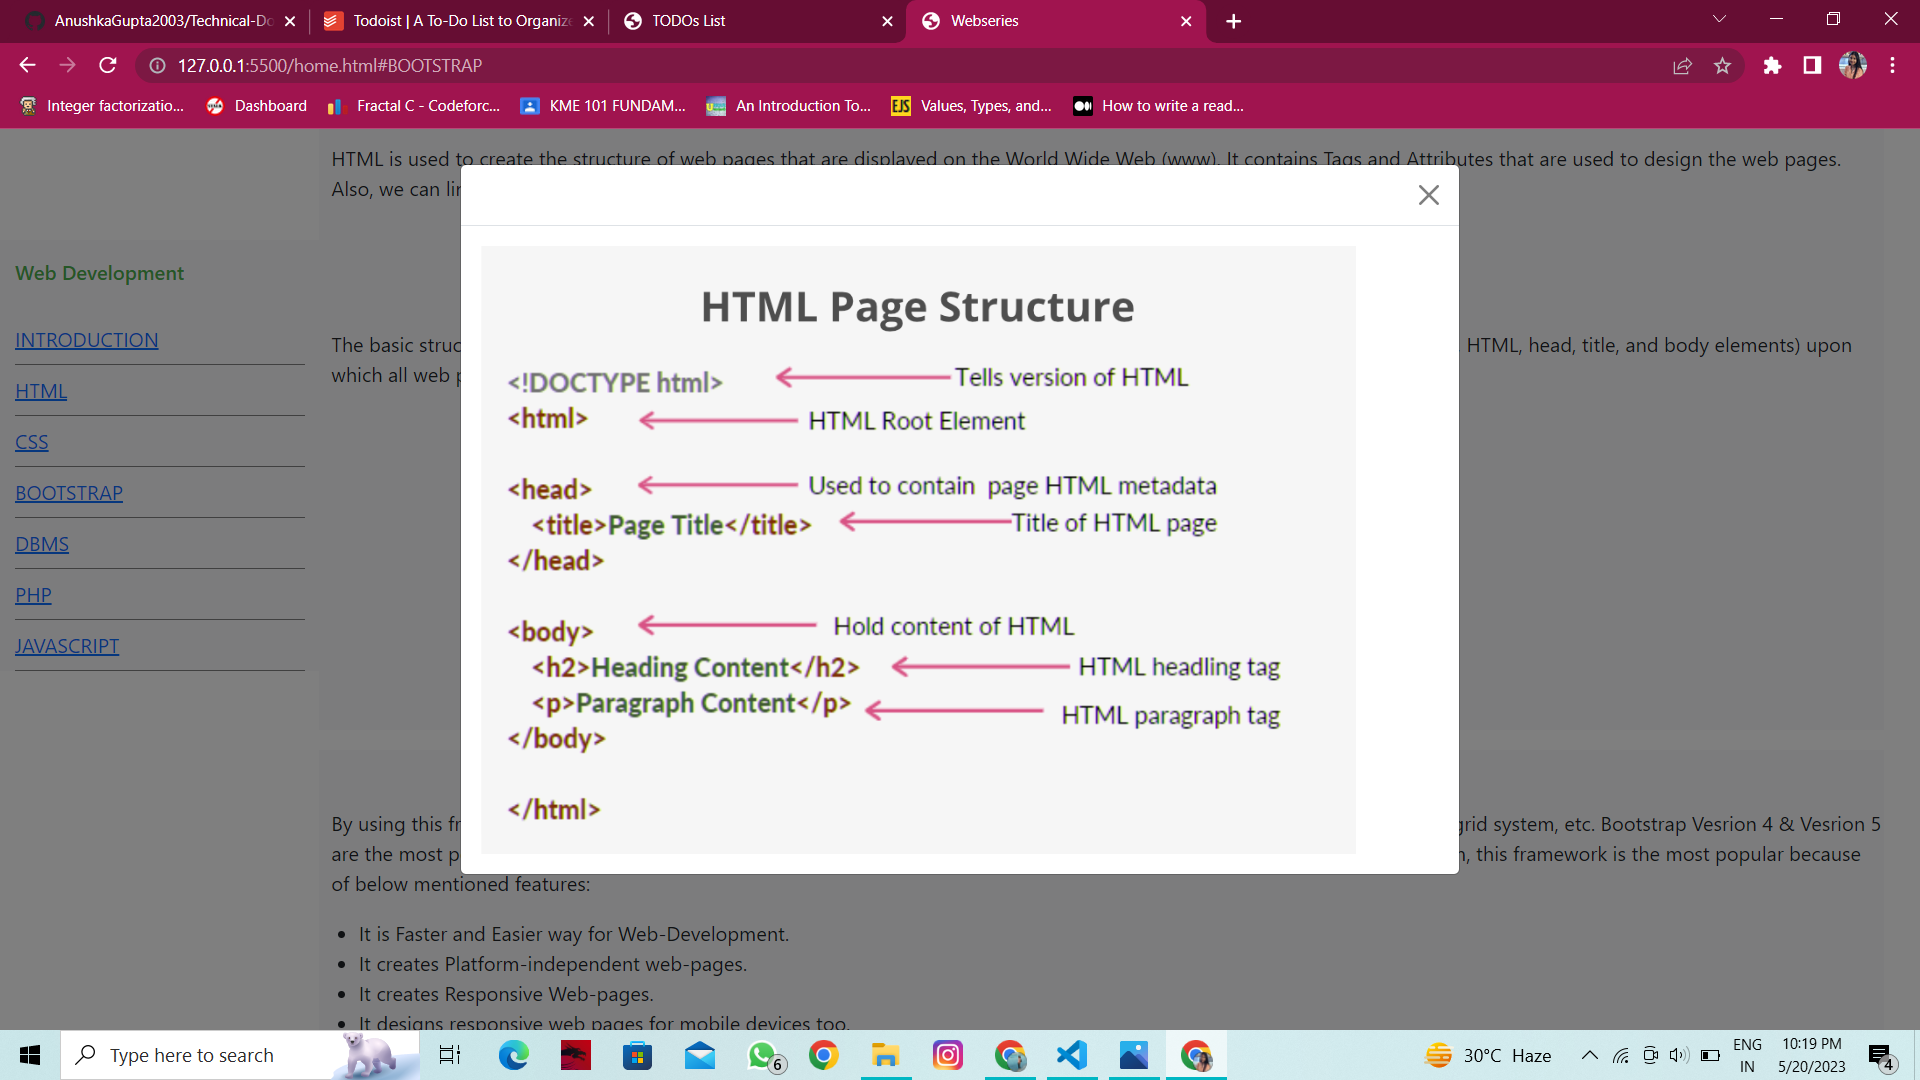 AnushkaGupta2003/Technical-Do
Todoist | A To-Do List to Organize
TODOs List
Webseries
127.0.0.1:5500/home.html#BOOTSTRAP
Integer factorizatio...
Dashboard
Fractal C - Codeforc...
KME 101 FUNDAM...
An Introduction To...
EJS
Values, Types, and...
How to write a read...
HTML is used to create the structure of web pages that are displayed on the World Wide Web (www). It contains Tags and Attributes that are used to design the web pages.
Also, we can lin
Web Development
INTRODUCTION
HTML
CSS
BOOTSTRAP
DBMS
PHP
JAVASCRIPT
The basic struc
HTML, head, title, and body elements) upon
which all web p
HTML Page Structure
<!DOCTYPE html>
Tells version of HTML
<html>
HTML Root Element
<head>
Used to contain page HTML metadata
<title>Page Title</title>
Title of HTML page
</head>
<body>
Hold content of HTML
<h2>Heading Content</h2>
HTML headling tag
<p>Paragraph Content</p>
HTML paragraph tag
</body>
</html>
By using this fr
grid system, etc. Bootstrap Vesrion 4 & Vesrion 5
are the most p
, this framework is the most popular because
of below mentioned features:
• It is Faster and Easier way for Web-Development.
• It creates Platform-independent web-pages.
• It creates Responsive Web-pages.
• It designs responsive web pages for mobile devices too.
Type here to search
6
30°C Haze
ENG
IN
10:19 PM
5/20/2023
4